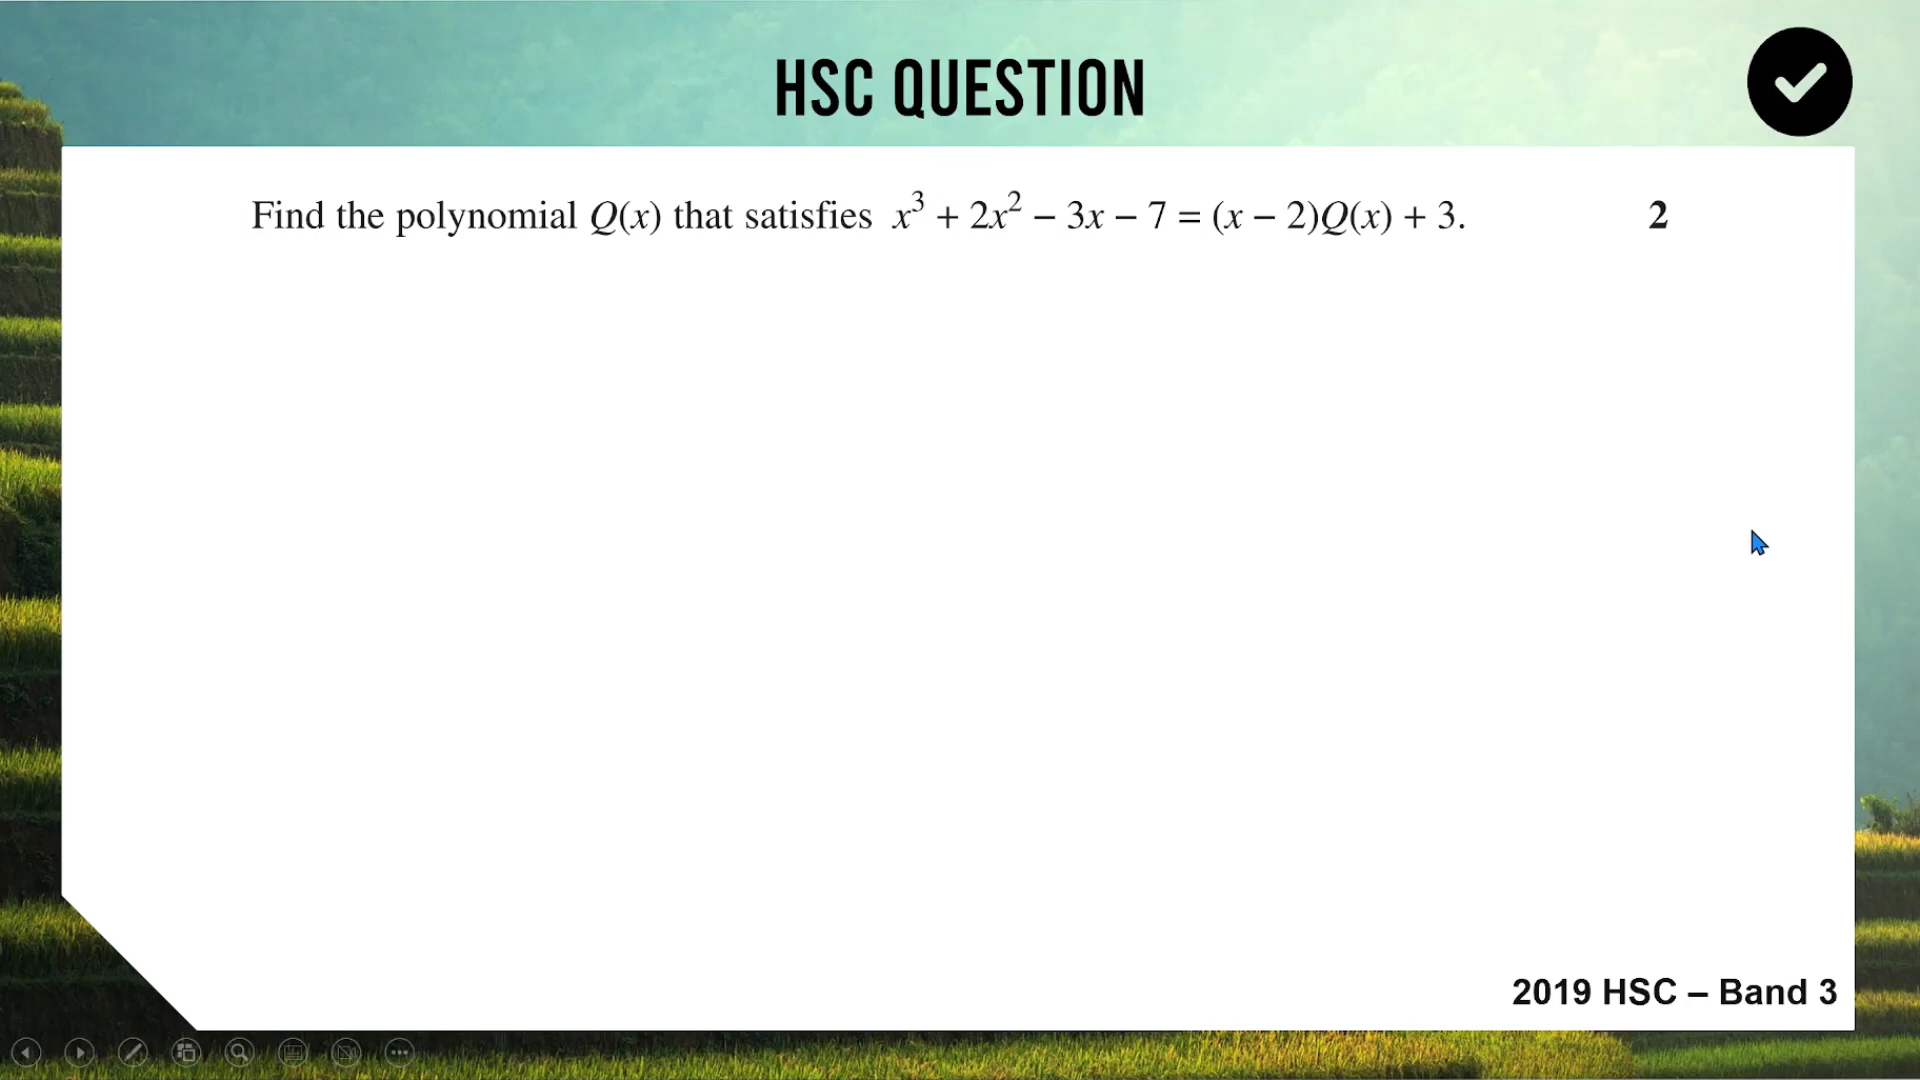 HSC QUESTION
Find the polynomial Q(x) that satisfies x³ + 2x² − 3x − 7 = (x − 2)Q(x) + 3. 2
2019 HSC – Band 3